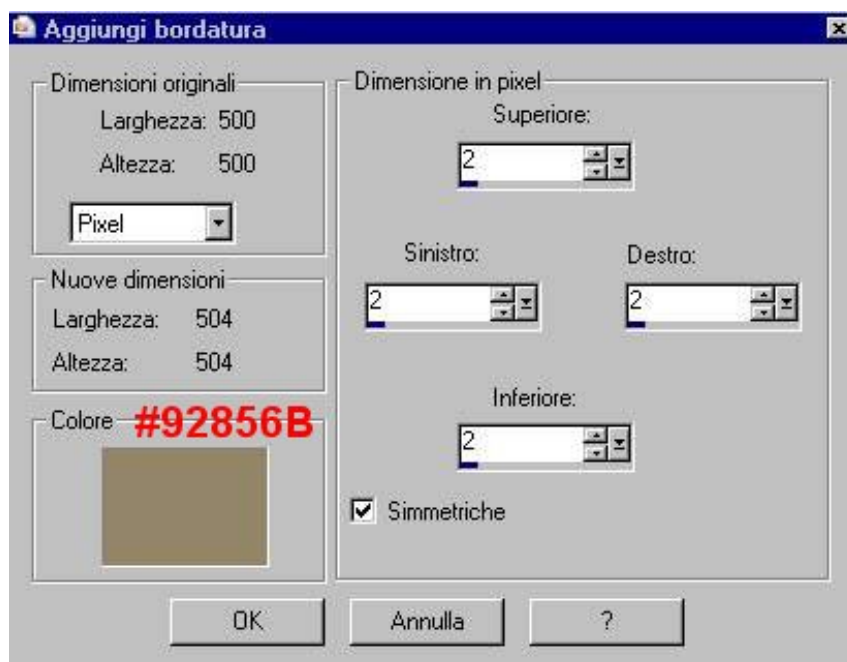 Aggiungi bordatura
Dimensioni originali
Larghezza: 500
Altezza: 500
Pixel
Nuove dimensioni
Larghezza: 504
Altezza: 504
Colore #92856B
Dimensione in pixel
Superiore:
2
Sinistro:
2
Destro:
2
Inferiore:
2
Simmetriche
OK
Annulla
?